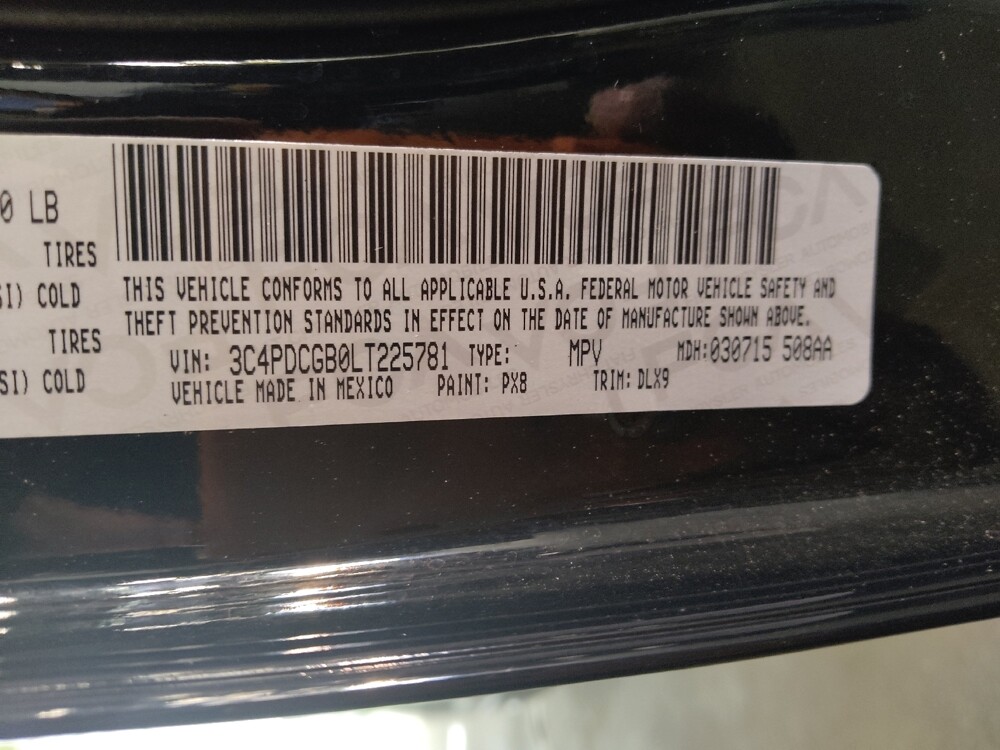 0 LB
TIRES
SI) COLD
TIRES
SI) COLD
THIS VEHICLE CONFORMS TO ALL APPLICABLE U.S.A. FEDERAL MOTOR VEHICLE SAFETY AND
THEFT PREVENTION STANDARDS IN EFFECT ON THE DATE OF MANUFACTURE SHOWN ABOVE.
VIN: 3C4PDCGB0LT225781 TYPE: MPV MDH:030715 508AA
VEHICLE MADE IN MEXICO PAINT: PX8 TRIM: DLX9